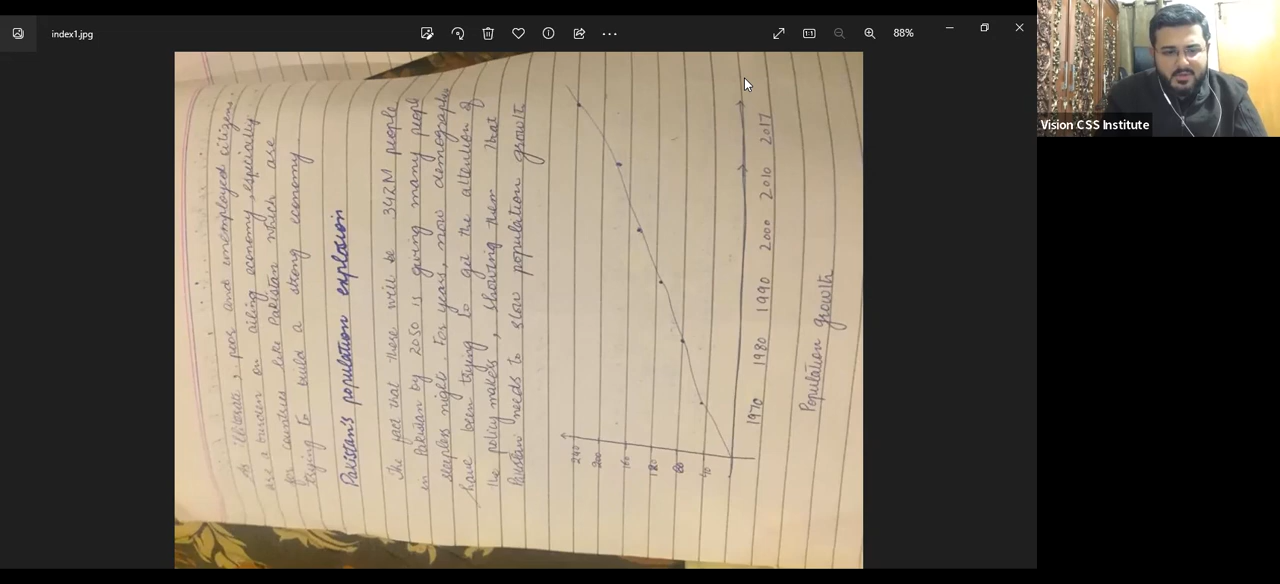 index1.jpg
88%
Vision CSS Institute
As illiterate, poor and unemployed citizens
are a burden on ailing economy, especially
for countries like Pakistan which are
trying to build a strong economy
Pakistan's population explosion
The fact that there will be 342M people
in Pakistan by 2050 is giving many people
sleepless night. For years, now demographs
have been trying to get the attention of
the policy makers, showing them that
Pakistan needs to slow population growth.
240
200
160
120
80
40
1970 1980 1990 2000 2010 2017
Population growth